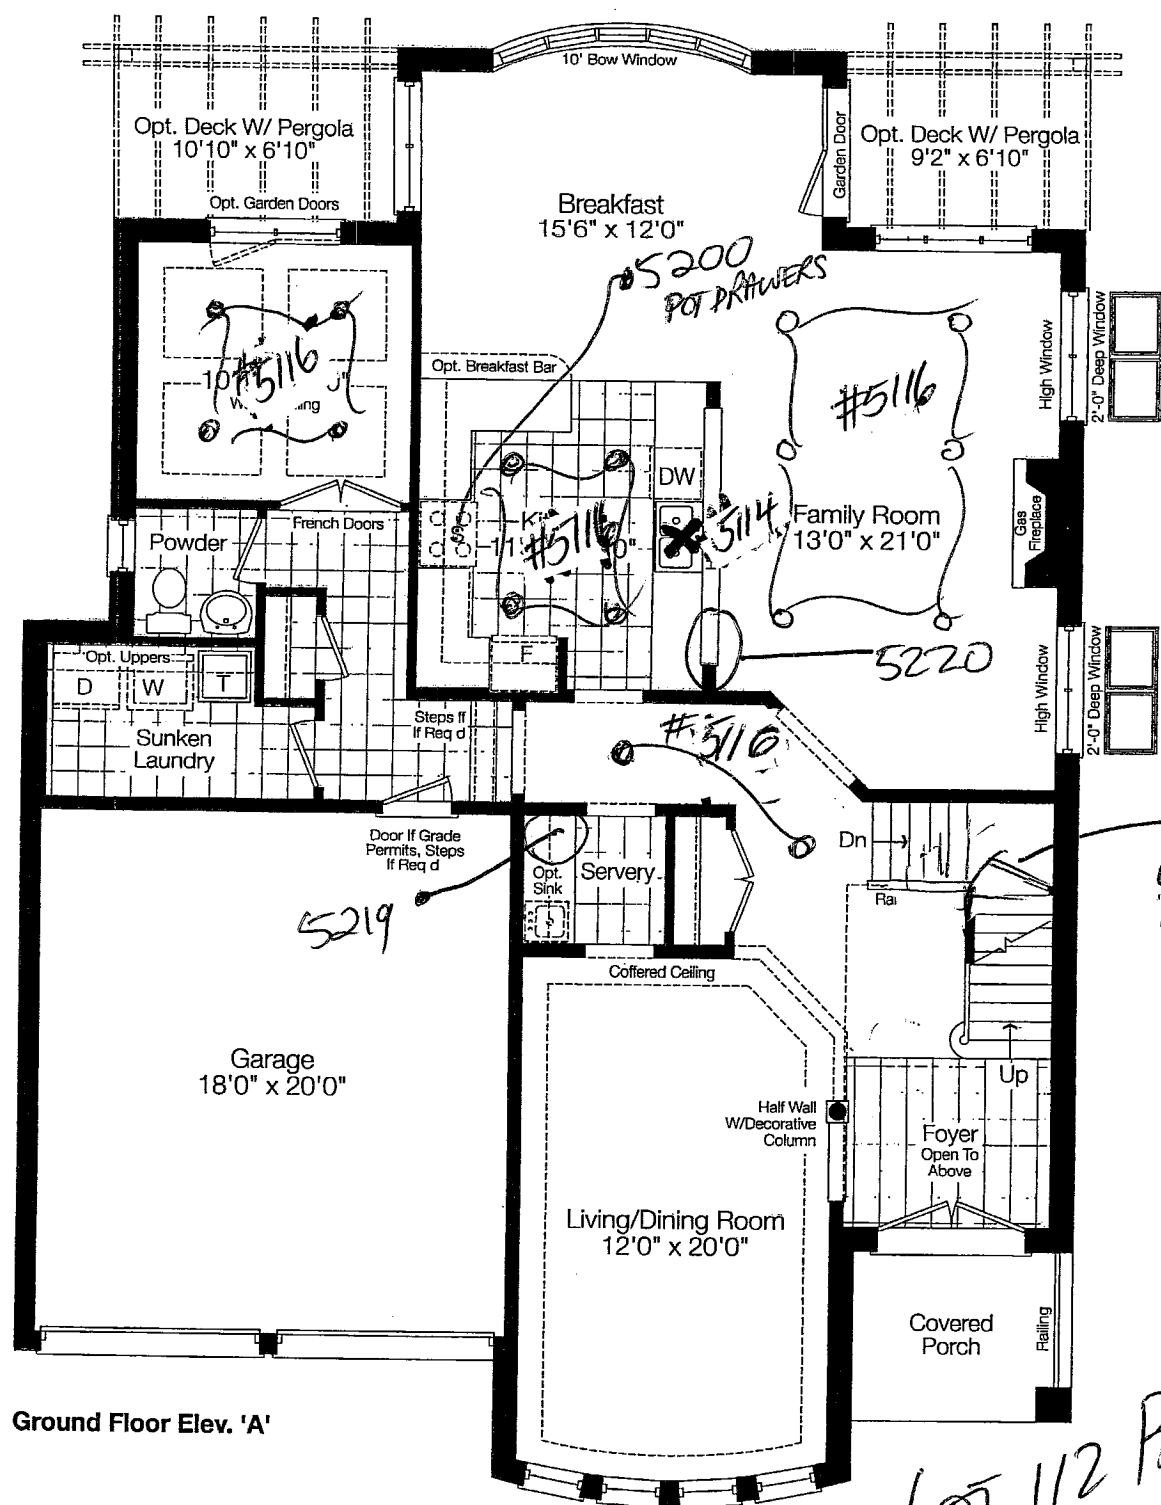 10' Bow Window
Opt. Deck W/ Pergola
10'10" x 6'10"
Garden Door
Opt. Deck W/ Pergola
9'2" x 6'10"
Opt. Garden Doors
Breakfast
15'6" x 12'0"
5200
POT DRAWERS
#5116
10
Opt. Breakfast Bar
#5116
High Window
2'-0" Deep Window
DW
French Doors
Powder
#5116
5114
Family Room
13'0" x 21'0"
Gas
Fireplace
F
5220
Opt. Uppers
D
W
T
Sunken
Laundry
Steps
If Req d
#5116
High Window
2'-0" Deep Window
Door If Grade
Permits, Steps
If Req d
Opt.
Sink
Servery
Dn
5219
Coffered Ceiling
Garage
18'0" x 20'0"
Up
Half Wall
W/Decorative
Column
Foyer
Open To
Above
Living/Dining Room
12'0" x 20'0"
Covered
Porch
Railing
Ground Floor Elev. 'A'
LOT 112